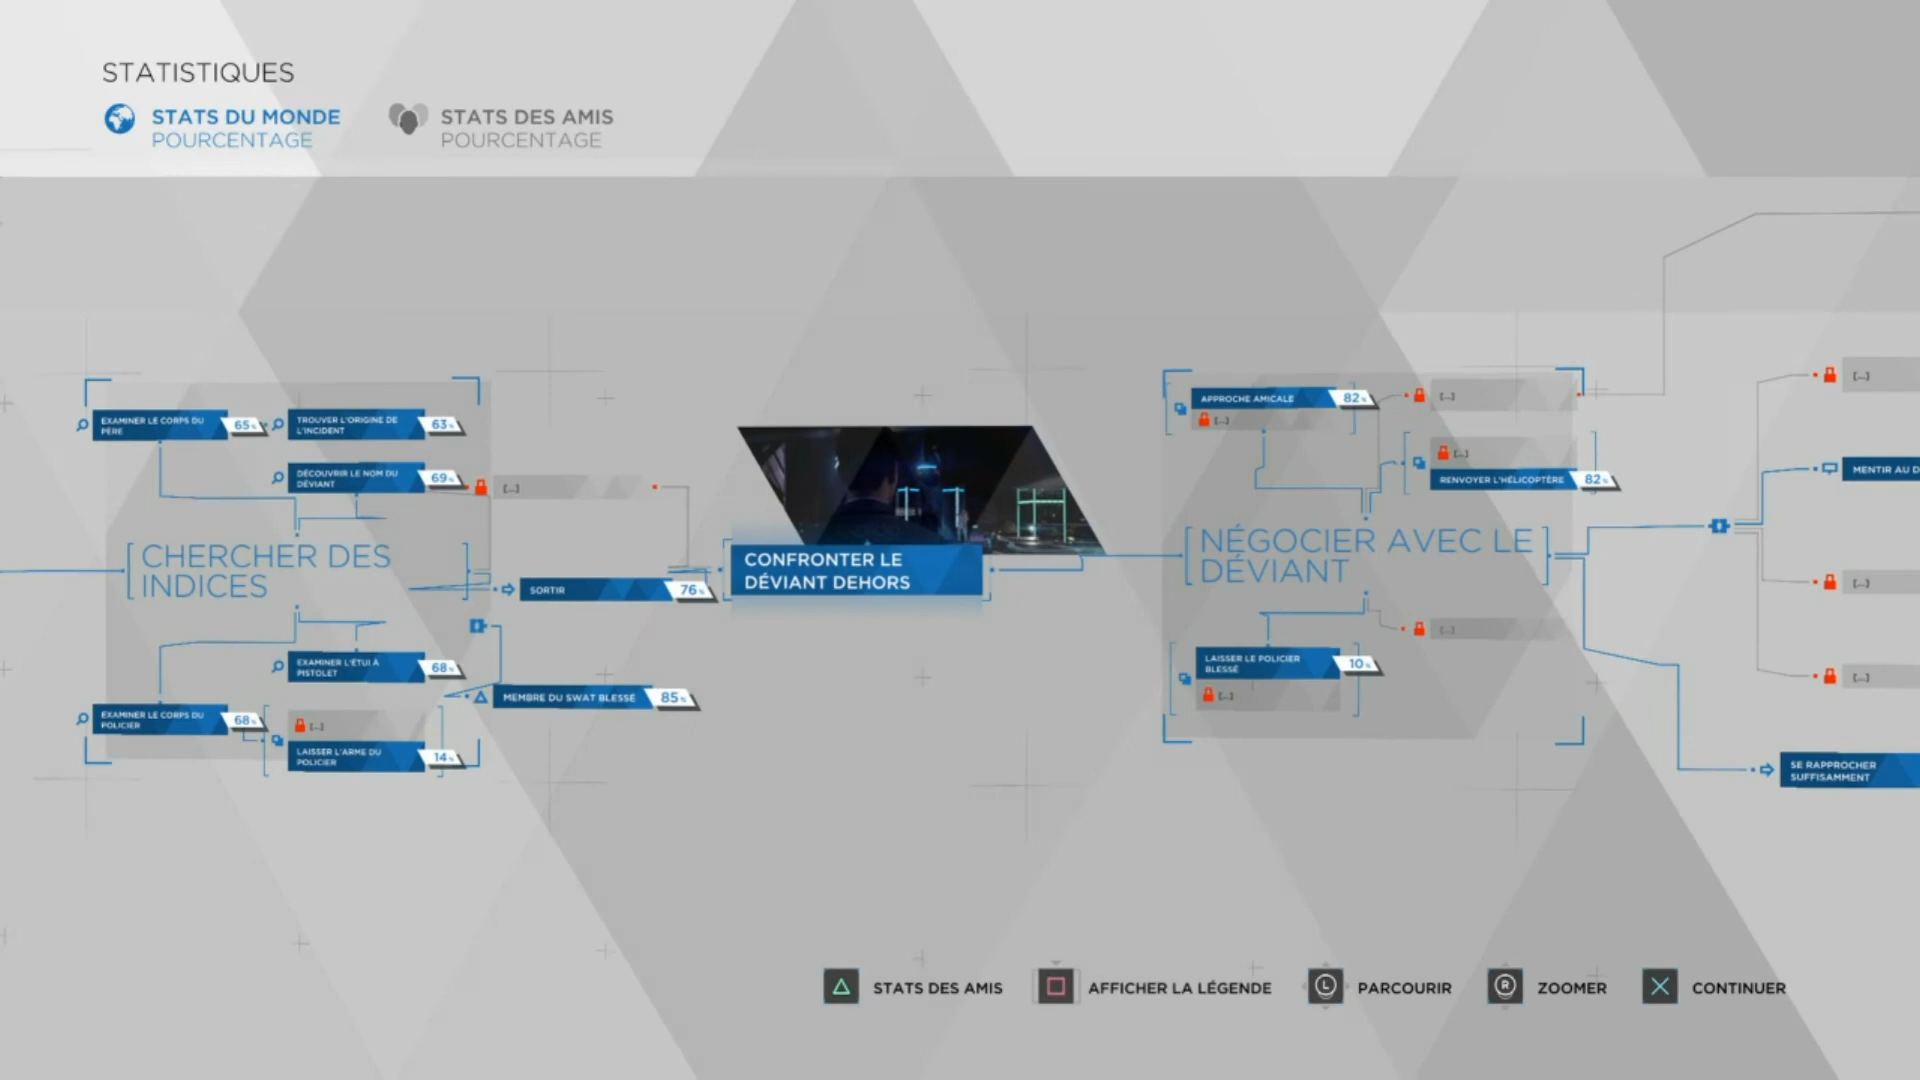 STATISTIQUES
STATS DU MONDE
POURCENTAGE
STATS DES AMIS
POURCENTAGE
EXAMINER LE CORPS DU
PÈRE
65%
TROUVER L'ORIGINE DE
L'INCIDENT
63%
DÉCOUVRIR LE NOM DU
DÉVIANT
69%
[...]
CHERCHER DES
INDICES
SORTIR
76%
EXAMINER L'ÉTUI À
PISTOLET
68%
MEMBRE DU SWAT BLESSÉ
85%
EXAMINER LE CORPS DU
POLICIER
68%
[...]
LAISSER L'ARME DU
POLICIER
14%
CONFRONTER LE
DÉVIANT DEHORS
APPROCHE AMICALE
82%
[...]
[...]
[...]
RENVOYER L'HÉLICOPTÈRE
82%
NÉGOCIER AVEC LE
DÉVIANT
[...]
LAISSER LE POLICIER
BLESSÉ
10%
[...]
[...]
MENTIR AU D
[...]
[...]
SE RAPPROCHER
SUFFISAMMENT
STATS DES AMIS
AFFICHER LA LÉGENDE
L
PARCOURIR
R
ZOOMER
CONTINUER